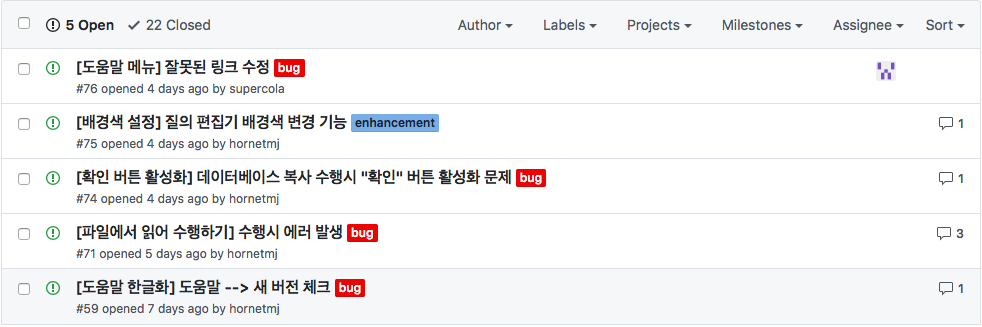 5 Open 22 Closed Author Labels Projects Milestones Assignee Sort
[도움말 메뉴] 잘못된 링크 수정 bug
#76 opened 4 days ago by supercola
[배경색 설정] 질의 편집기 배경색 변경 기능 enhancement 1
#75 opened 4 days ago by hornetmj
[확인 버튼 활성화] 데이터베이스 복사 수행시 "확인" 버튼 활성화 문제 bug 1
#74 opened 4 days ago by hornetmj
[파일에서 읽어 수행하기] 수행시 에러 발생 bug 3
#71 opened 5 days ago by hornetmj
[도움말 한글화] 도움말 --> 새 버전 체크 bug 1
#59 opened 7 days ago by hornetmj